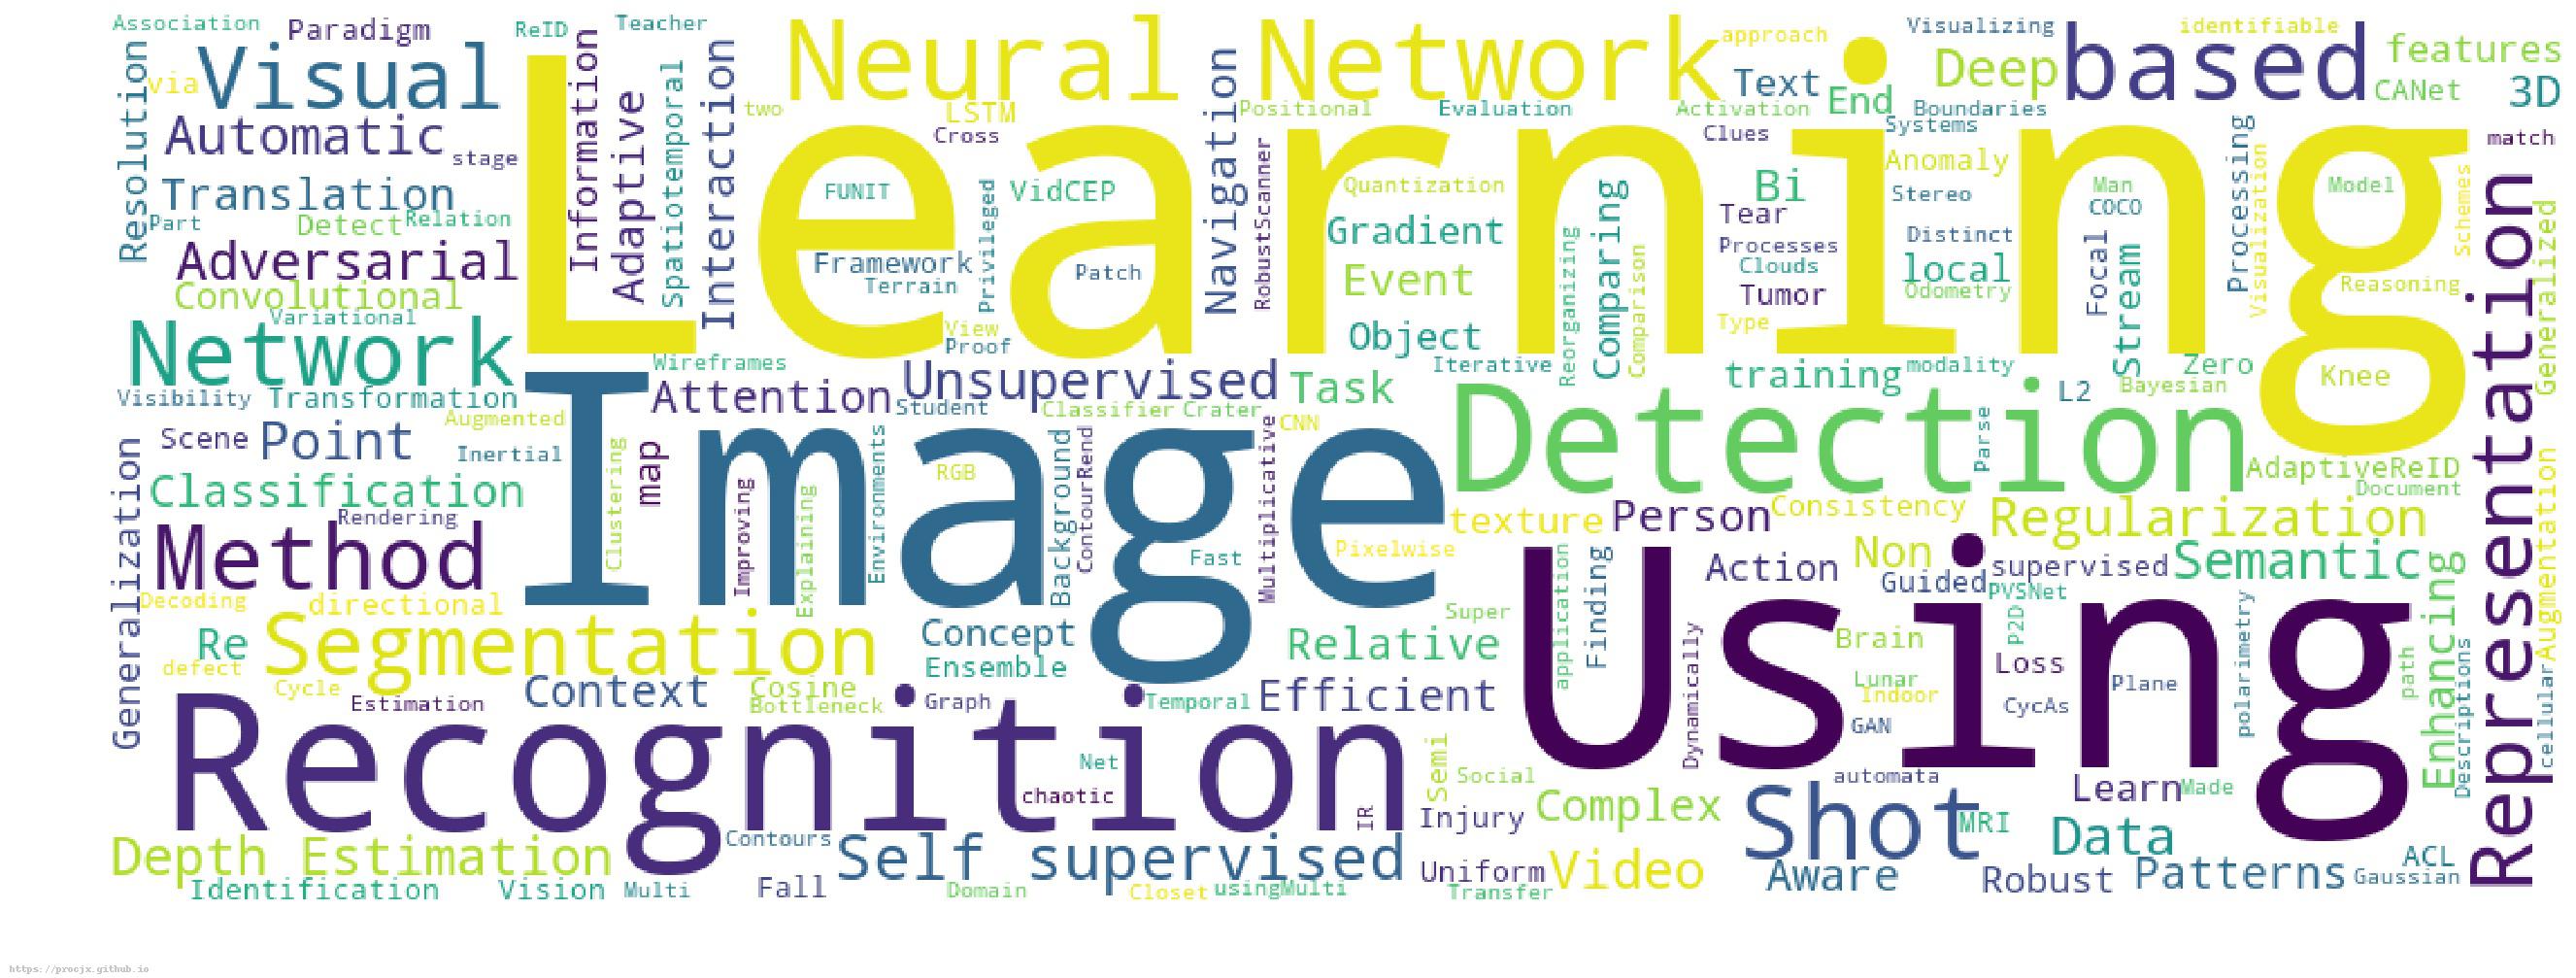 Association
Paradigm
ReID
Teacher
Visualizing
identifiable
via
Visual
Neural Network
approach
Text
Deep
based
features
CANet
3D
Resolution
Information
Adaptive
Spatiotemporal
Interaction
two
LSTM
Cross
Navigation
Positional
Evaluation
Activation
End
Boundaries
Systems
Clues
Automatic
stage
Learning
match
Translation
Part
Detect
Relation
FUNIT
Privileged
VidCEP
RobustScanner
Quantization
Gradient
Comparing
Bi
Anomaly
Stereo
Man
COCO
Processing
Visualization
Model
Schemes
Adversarial
Convolutional
Variational
Framework
Terrain
Patch
Event
Reorganizing
Comparison
Tear
Processes
Clouds
Tumor
Type
Distinct
local
Odometry
Focal
Stream
Reasoning
Generalized
Representation
Network
View
Proof
Object
Iterative
Wireframes
Unsupervised
Task
training
modality
L2
Bayesian
Zero
Knee
Visibility
Transformation
Augmented
Attention
Student
Classifier
Crater
CNN
Detection
Scene
Point
Inertial
Generalization
Clustering
map
Image
RGB
Environments
Background
ContourRend
Multiplicative
Parse
AdaptiveReID
Document
Classification
Rendering
Improving
Explaining
Fast
Pixelwise
texture
Person
Consistency
Regularization
Augmentation
Method
Decoding
directional
Action
Non
Guided
supervised
Semantic
PVSNet
Using
Re
Segmentation
defect
Cycle
Concept
Ensemble
Relative
Super
application
Finding
Brain
P2D
Loss
Lunar
Indoor
Plane
polarimetry
path
Enhancing
Descriptions
cellular
Estimation
Context
Cosine
Bottleneck
Graph
Temporal
Efficient
Dynamically
GAN
CycAs
Recognition
Net
chaotic
IR
Semi
Social
automata
Learn
Made
Injury
Complex
Shot
MRI
Data
Depth Estimation
Contours
Self supervised
Uniform
Video
Aware
Robust
Patterns
ACL
Gaussian
Identification
Vision
Multi
Fall
Domain
Closet
usingMulti
Transfer
https://procjx.github.io